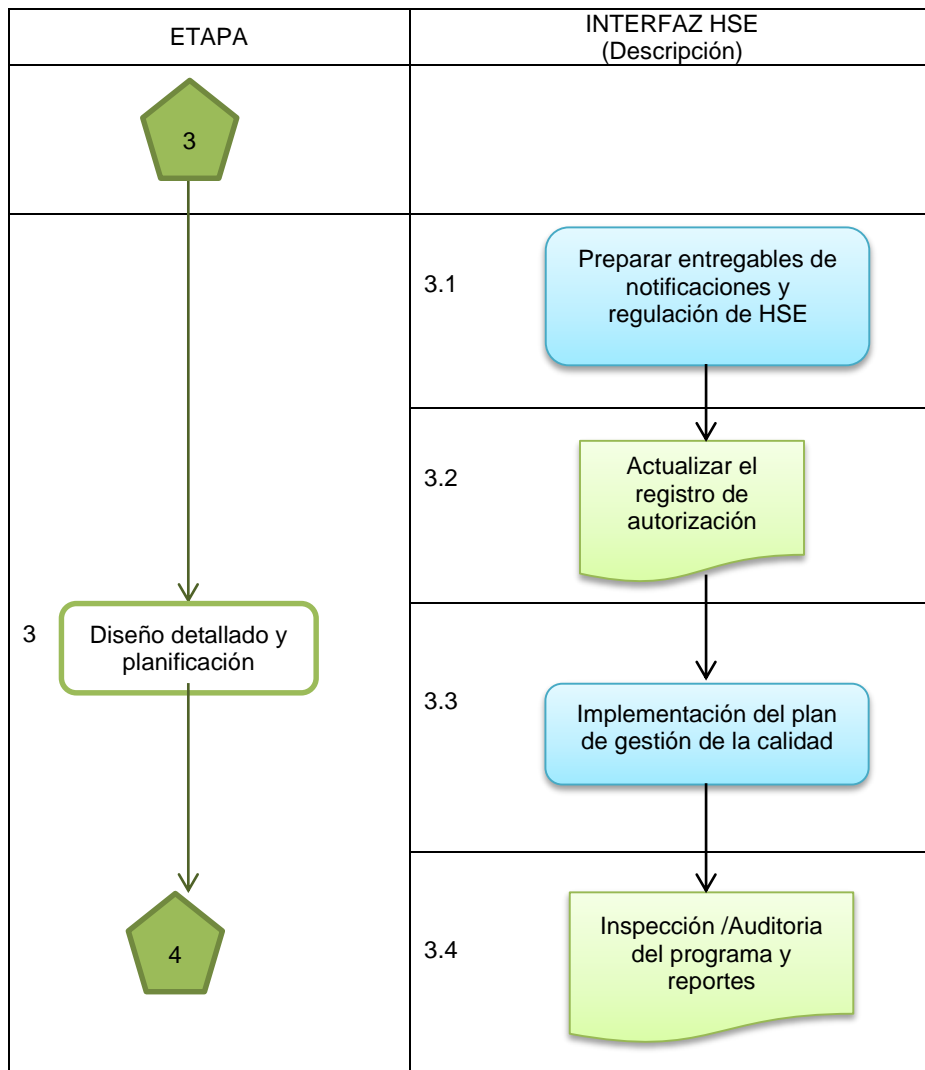 ETAPA
INTERFAZ HSE
(Descripción)
3
3.1
Preparar entregables de
notificaciones y
regulación de HSE
3.2
Actualizar el
registro de
autorización
3
Diseño detallado y
planificación
3.3
Implementación del plan
de gestión de la calidad
4
3.4
Inspección /Auditoria
del programa y
reportes